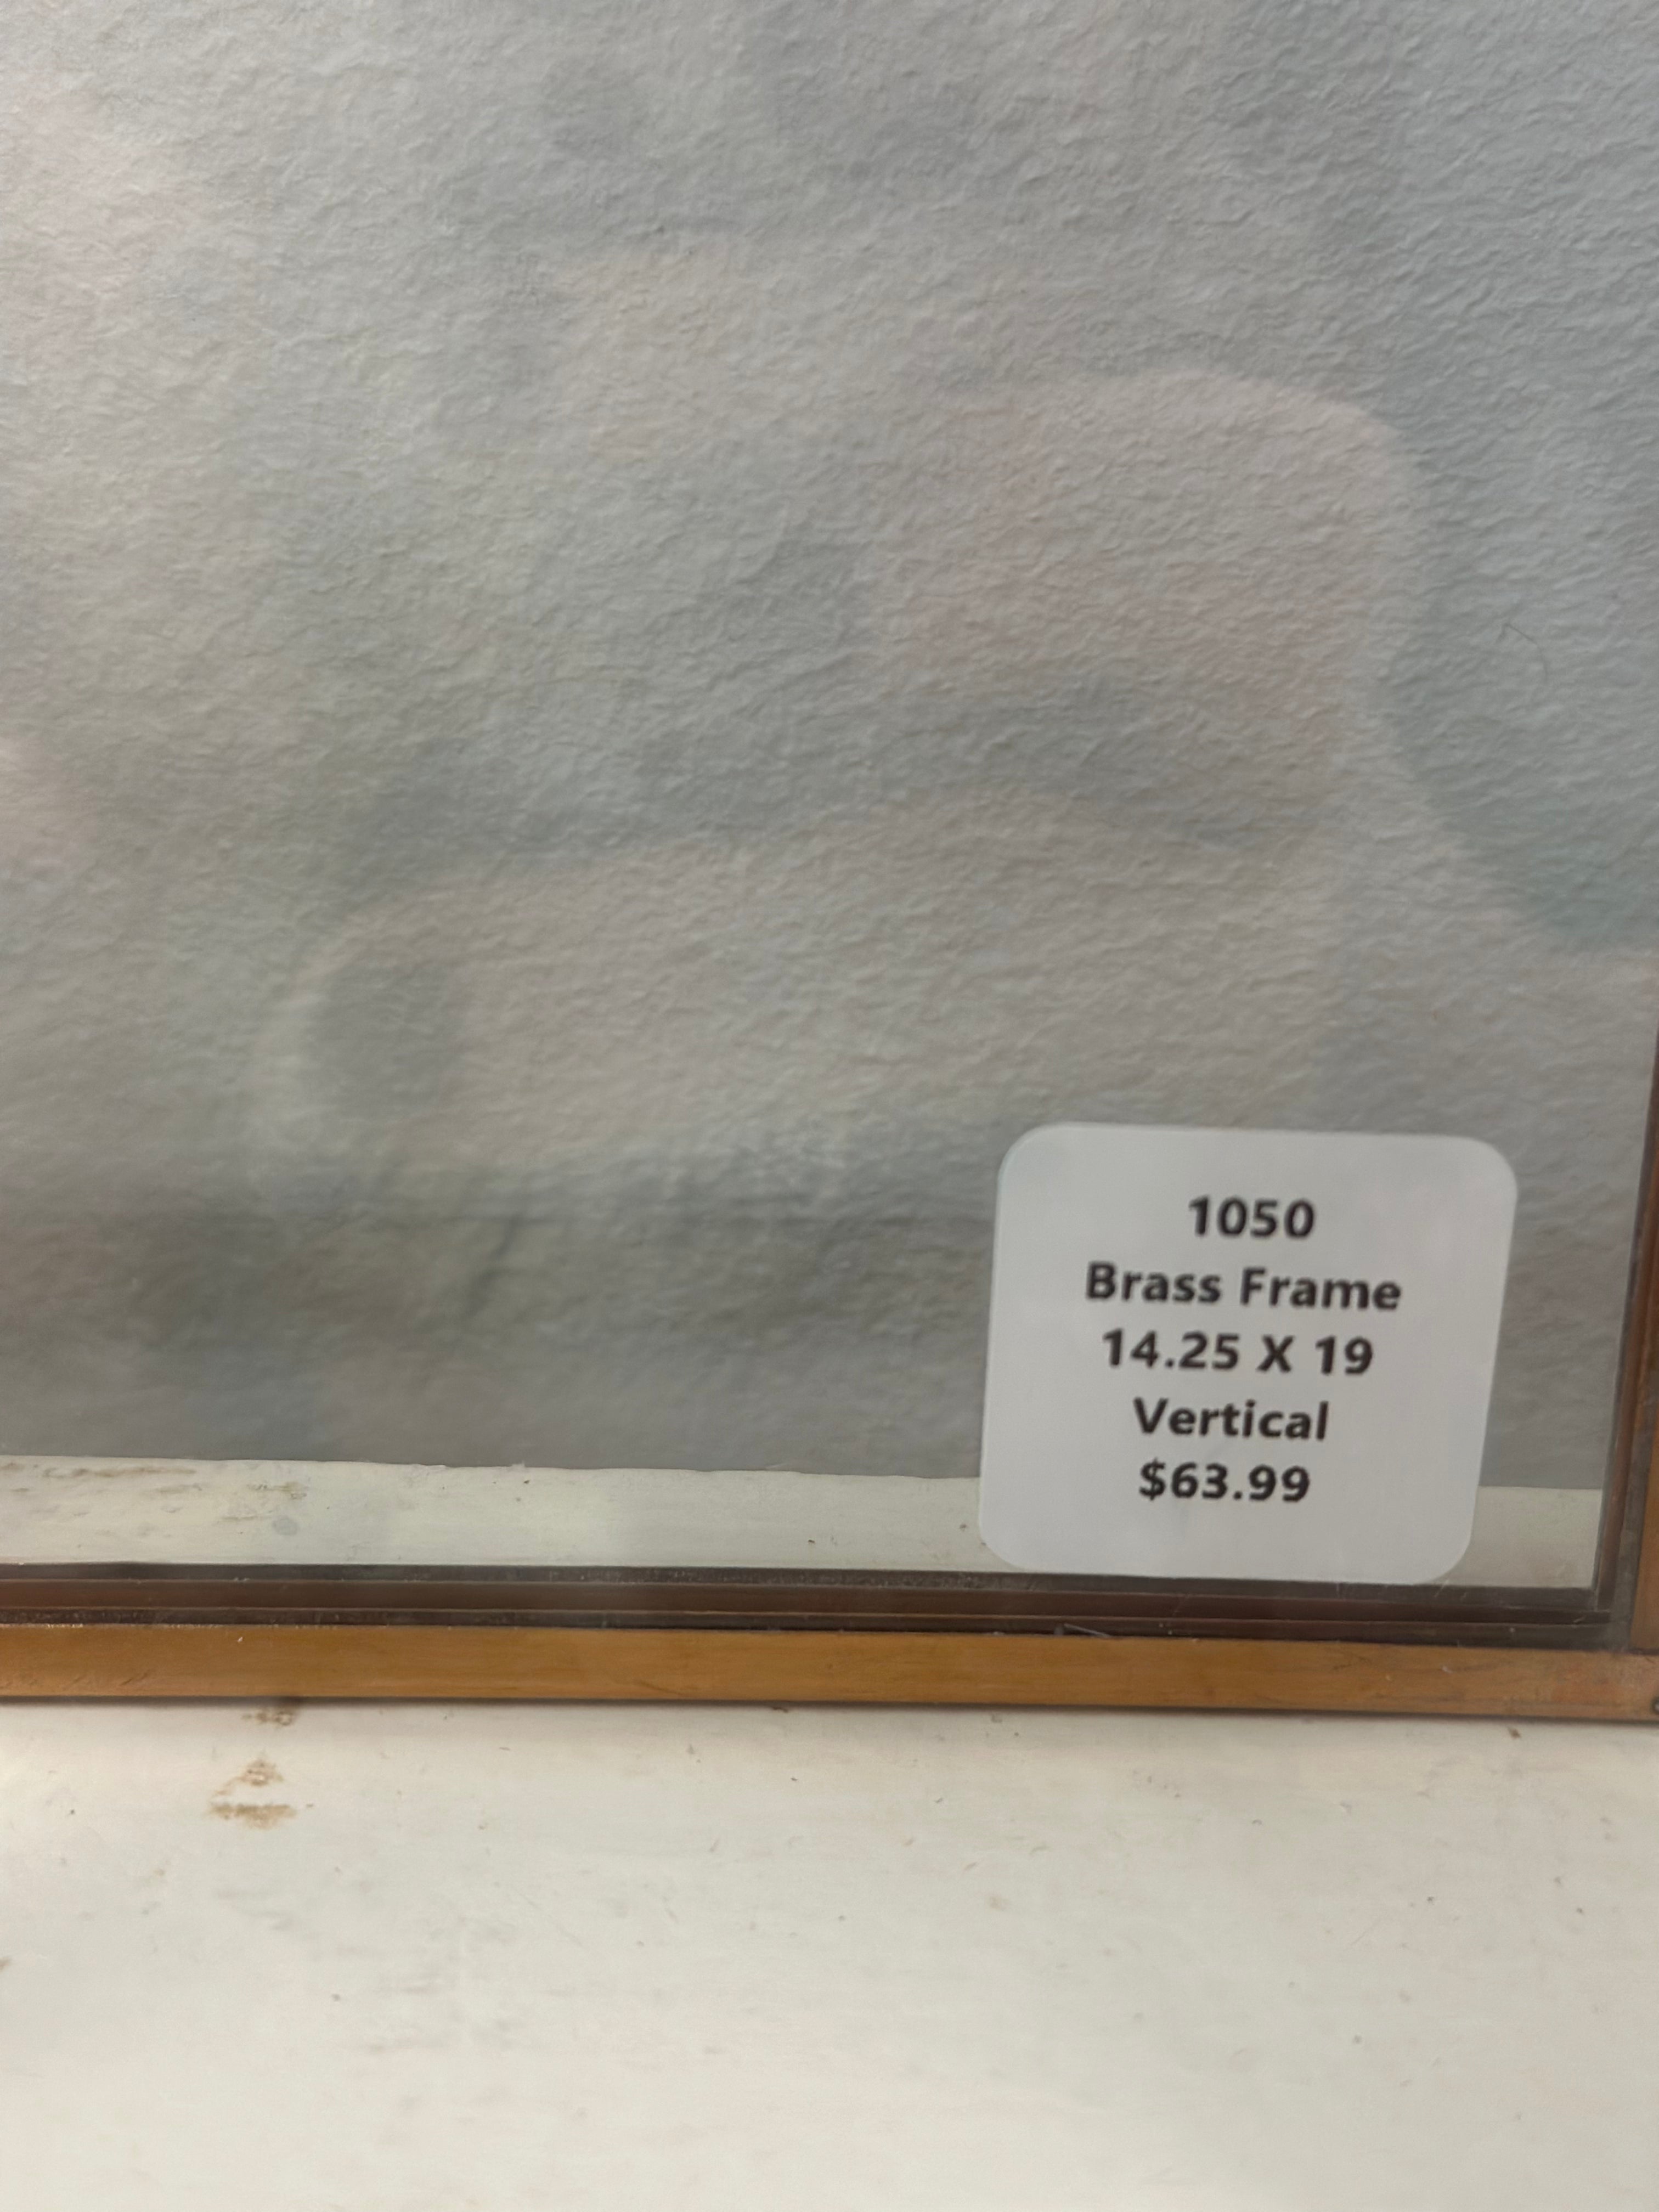 1050
Brass Frame
14.25 X 19
Vertical
$63.99